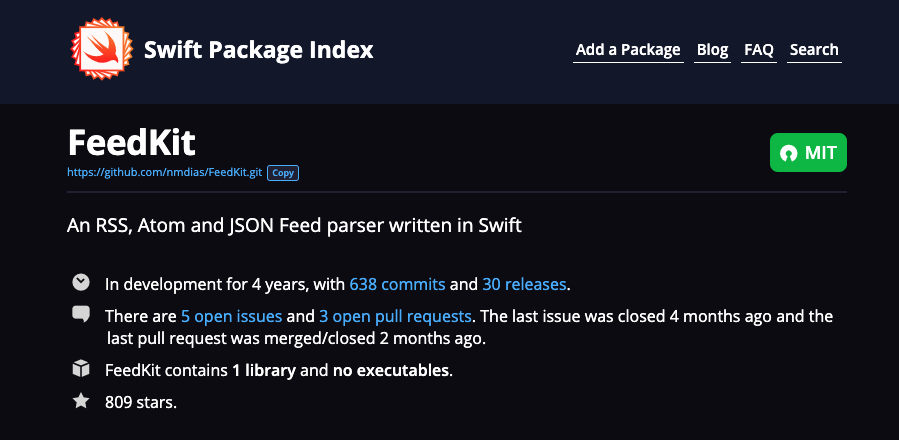 Swift Package Index
Add a Package Blog FAQ Search
FeedKit
MIT
https://github.com/nmdias/FeedKit.git Copy
An RSS, Atom and JSON Feed parser written in Swift
In development for 4 years, with 638 commits and 30 releases.
There are 5 open issues and 3 open pull requests. The last issue was closed 4 months ago and the
last pull request was merged/closed 2 months ago.
FeedKit contains 1 library and no executables.
809 stars.